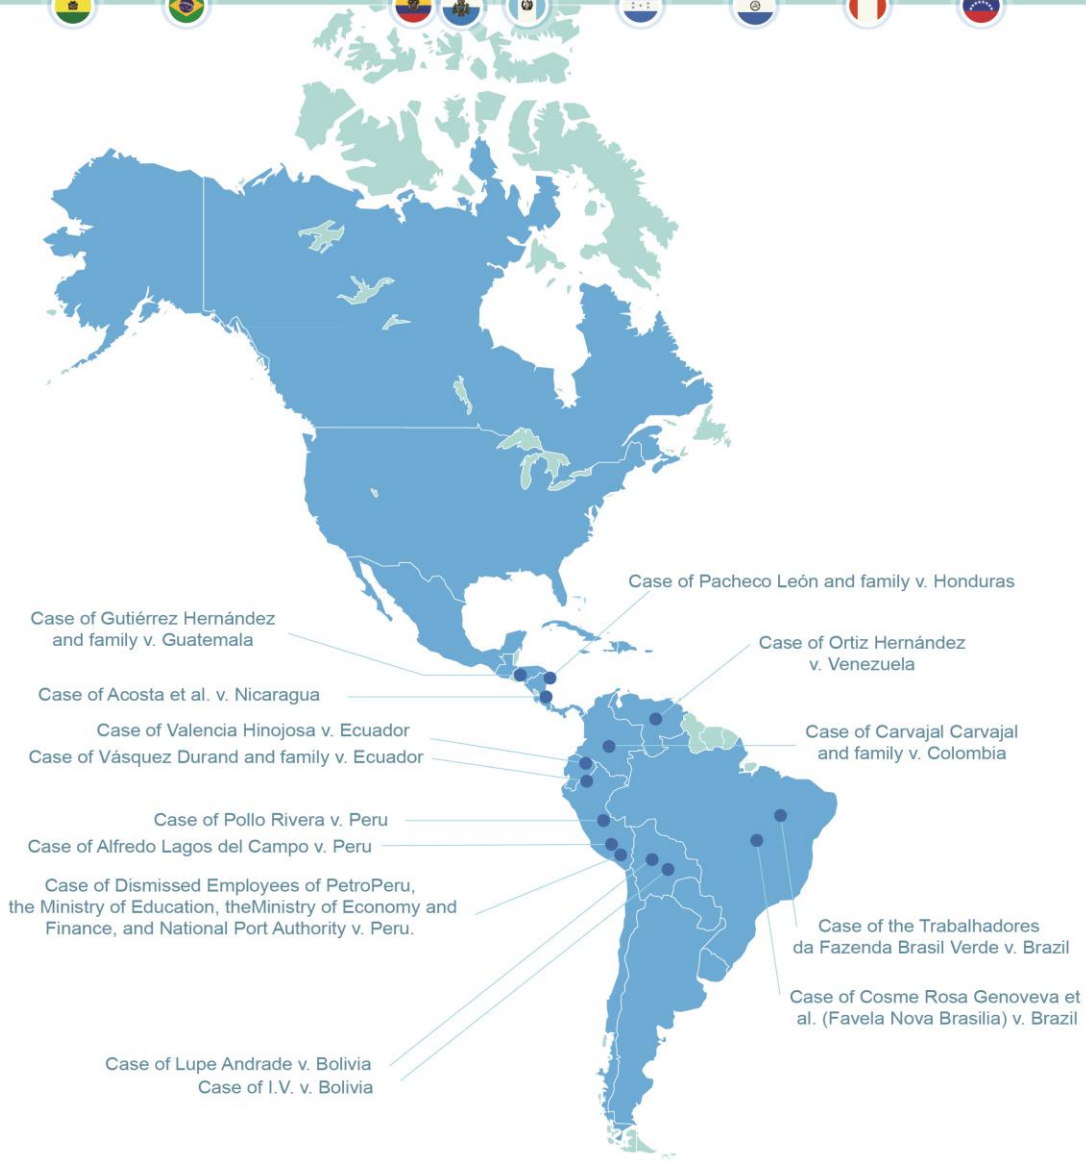 Case of Pacheco León and family v. Honduras
Case of Gutiérrez Hernández
and family v. Guatemala
Case of Ortiz Hernández
v. Venezuela
Case of Acosta et al. v. Nicaragua
Case of Valencia Hinojosa v. Ecuador
Case of Carvajal Carvajal
and family v. Colombia
Case of Vásquez Durand and family v. Ecuador
Case of Pollo Rivera v. Peru
Case of Alfredo Lagos del Campo v. Peru
Case of Dismissed Employees of PetroPeru,
the Ministry of Education, theMinistry of Economy and
Finance, and National Port Authority v. Peru.
Case of the Trabalhadores
da Fazenda Brasil Verde v. Brazil
Case of Cosme Rosa Genoveva et
al. (Favela Nova Brasilia) v. Brazil
Case of Lupe Andrade v. Bolivia
Case of I.V. v. Bolivia